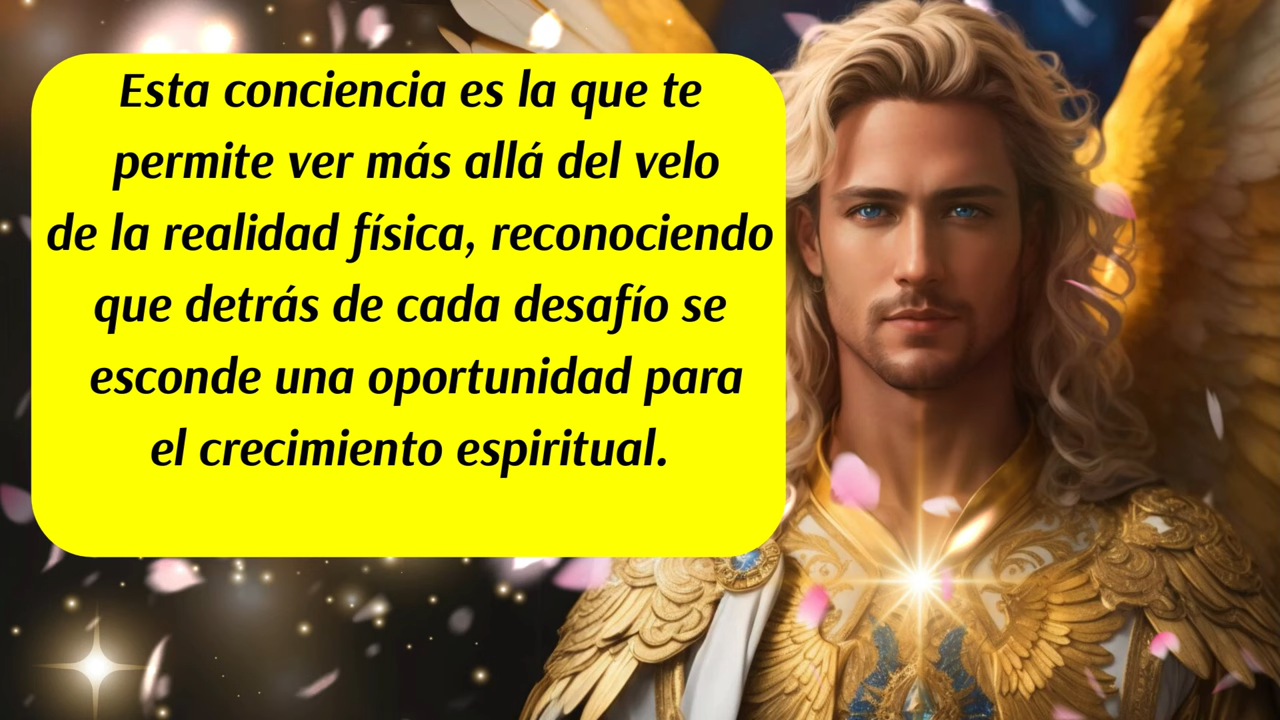 Esta conciencia es la que te
permite ver más allá del velo
de la realidad física, reconociendo
que detrás de cada desafío se
esconde una oportunidad para
el crecimiento espiritual.